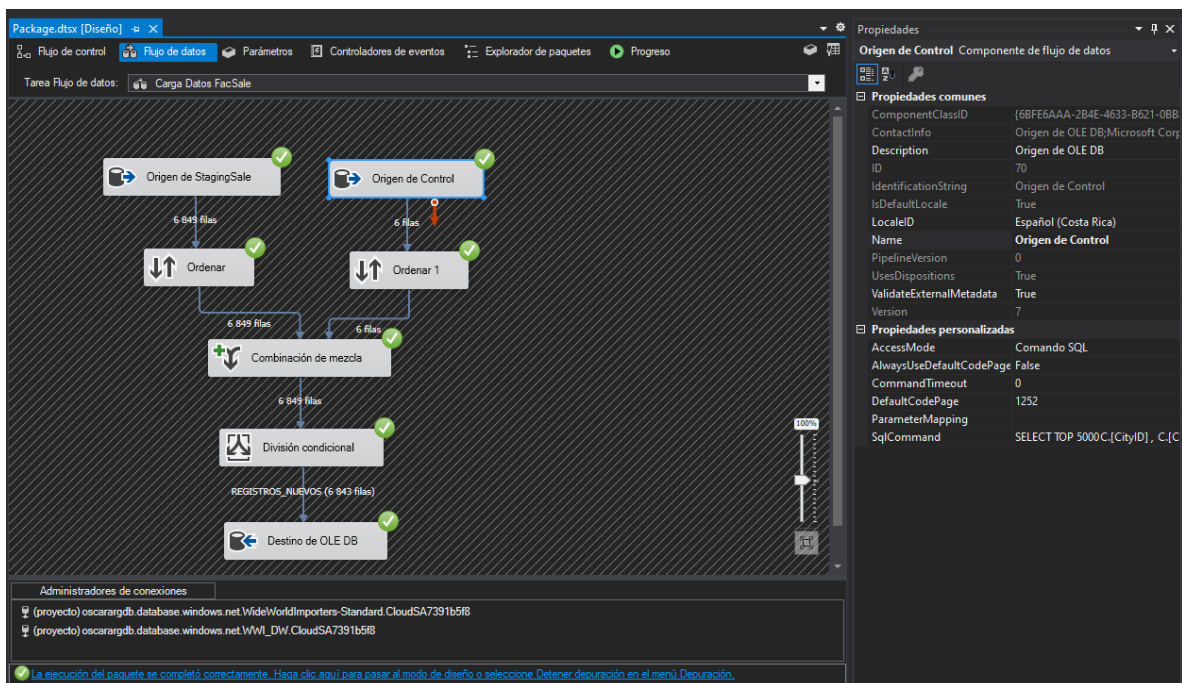 Package.dtsx [Diseño]
Flujo de control Flujo de datos Parámetros Controladores de eventos Explorador de paquetes Progreso
Tarea Flujo de datos: Carga Datos FacSale
Origen de StagingSale
Origen de Control
6 849 filas
6 filas
Ordenar
Ordenar 1
6 849 filas
6 filas
Combinación de mezcla
6 849 filas
División condicional
REGISTROS_NUEVOS (6 843 filas)
Destino de OLE DB
100%
Administradores de conexiones
(proyecto) oscarargdb.database.windows.net.WideWorldImporters-Standard.CloudSA7391b5f8
(proyecto) oscarargdb.database.windows.net.WWI_DW.CloudSA7391b5f8
La ejecución del paquete se completó correctamente. Haga clic aquí para pasar al modo de diseño o seleccione Detener depuración en el menú Depuración.
Propiedades
Origen de Control Componente de flujo de datos
Propiedades comunes
ComponentClassID {6BFE6AAA-2B4E-4633-B621-0BB
ContactInfo Origen de OLE DB;Microsoft Corp
Description Origen de OLE DB
ID 70
IdentificationString Origen de Control
IsDefaultLocale True
LocaleID Español (Costa Rica)
Name Origen de Control
PipelineVersion 0
UsesDispositions True
ValidateExternalMetadata True
Version 7
Propiedades personalizadas
AccessMode Comando SQL
AlwaysUseDefaultCodePage False
CommandTimeout 0
DefaultCodePage 1252
ParameterMapping
SqlCommand SELECT TOP 5000C.[CityID] , C.[C